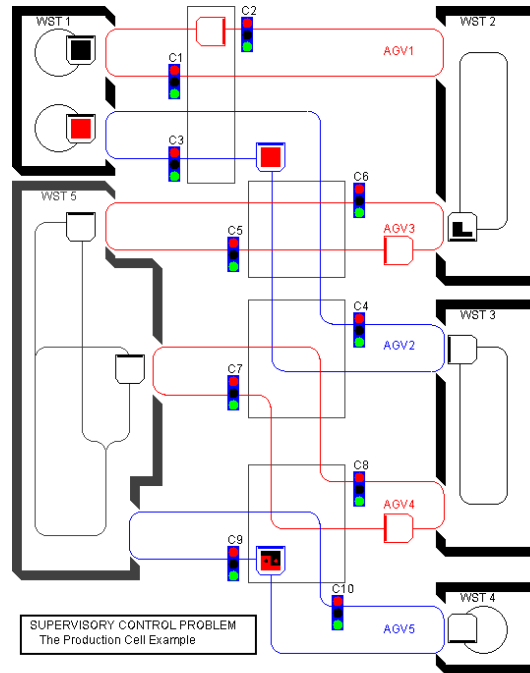 C2
WST 1
WST 2
C1
AGV1
C3
C6
WST 5
C5
AGV3
C4
WST 3
AGV2
C7
C8
AGV4
C9
C10
WST 4
AGV5
SUPERVISORY CONTROL PROBLEM
The Production Cell Example